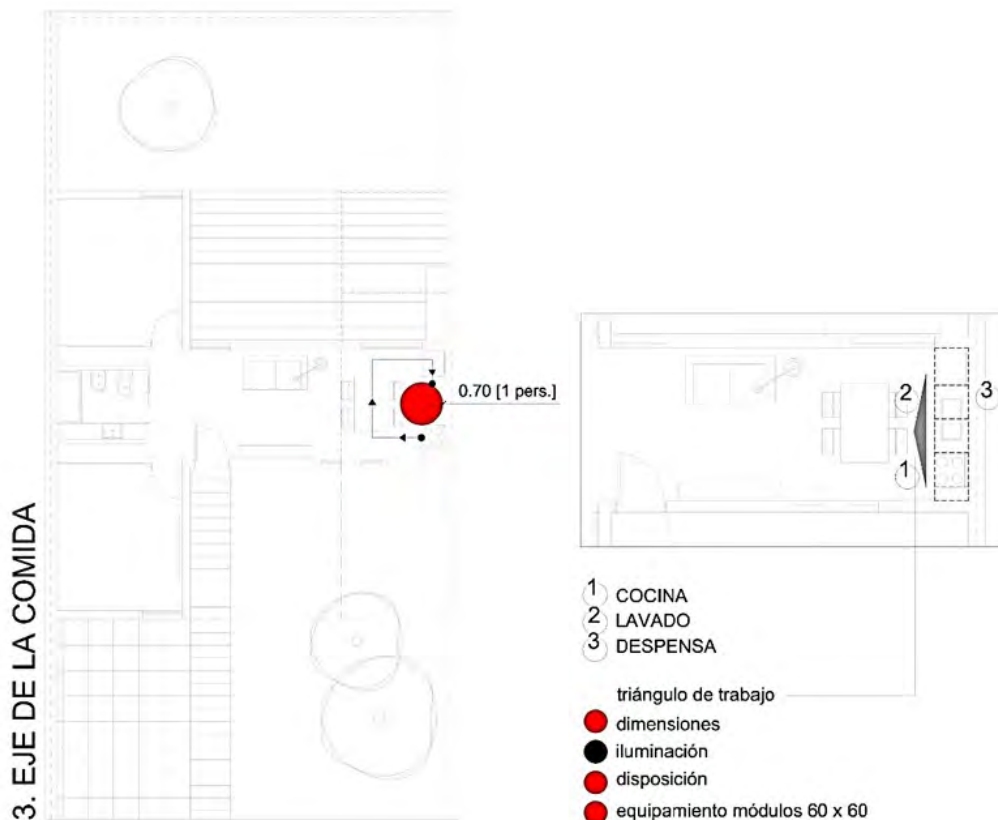 3. EJE DE LA COMIDA
0.70 [1 pers.]
2
3
1
1 COCINA
2 LAVADO
3 DESPENSA
triángulo de trabajo
dimensiones
iluminación
disposición
equipamiento módulos 60 x 60